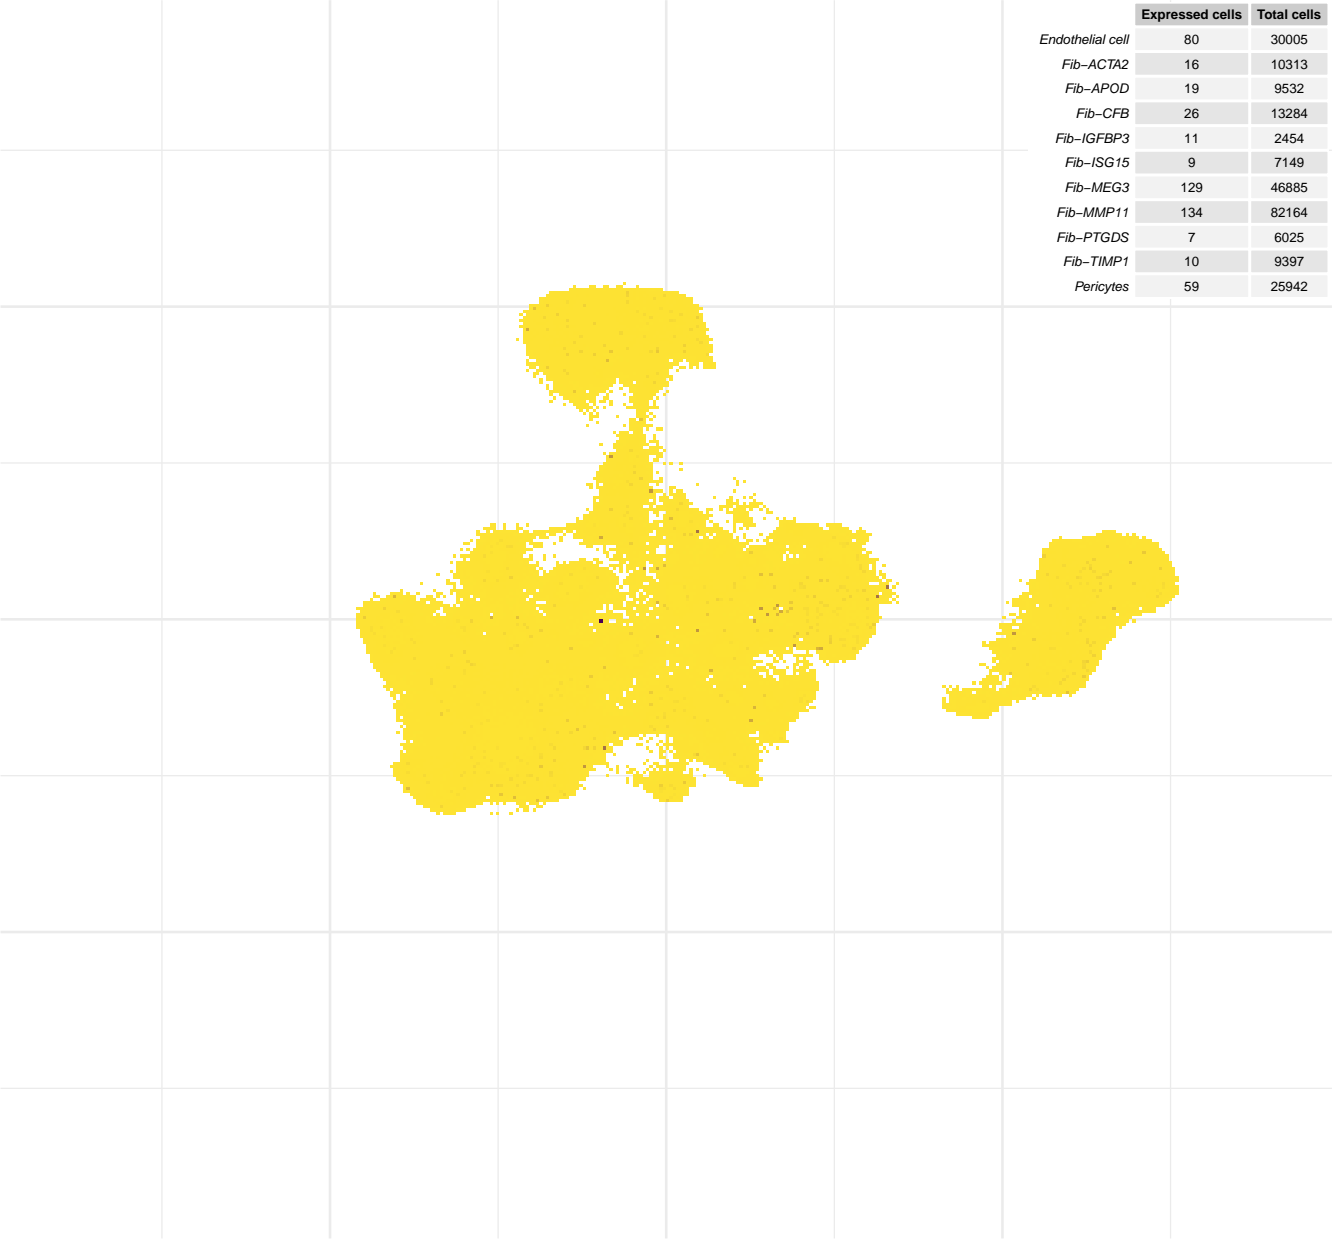 Expressed cells Total cells
Endothelial cell 80 30005
Fib−ACTA2 16 10313
Fib−APOD 19 9532
Fib−CFB 26 13284
Fib−IGFBP3 11 2454
Fib−ISG15 9 7149
Fib−MEG3 129 46885
Fib−MMP11 134 82164
Fib−PTGDS 7 6025
Fib−TIMP1 10 9397
Pericytes 59 25942